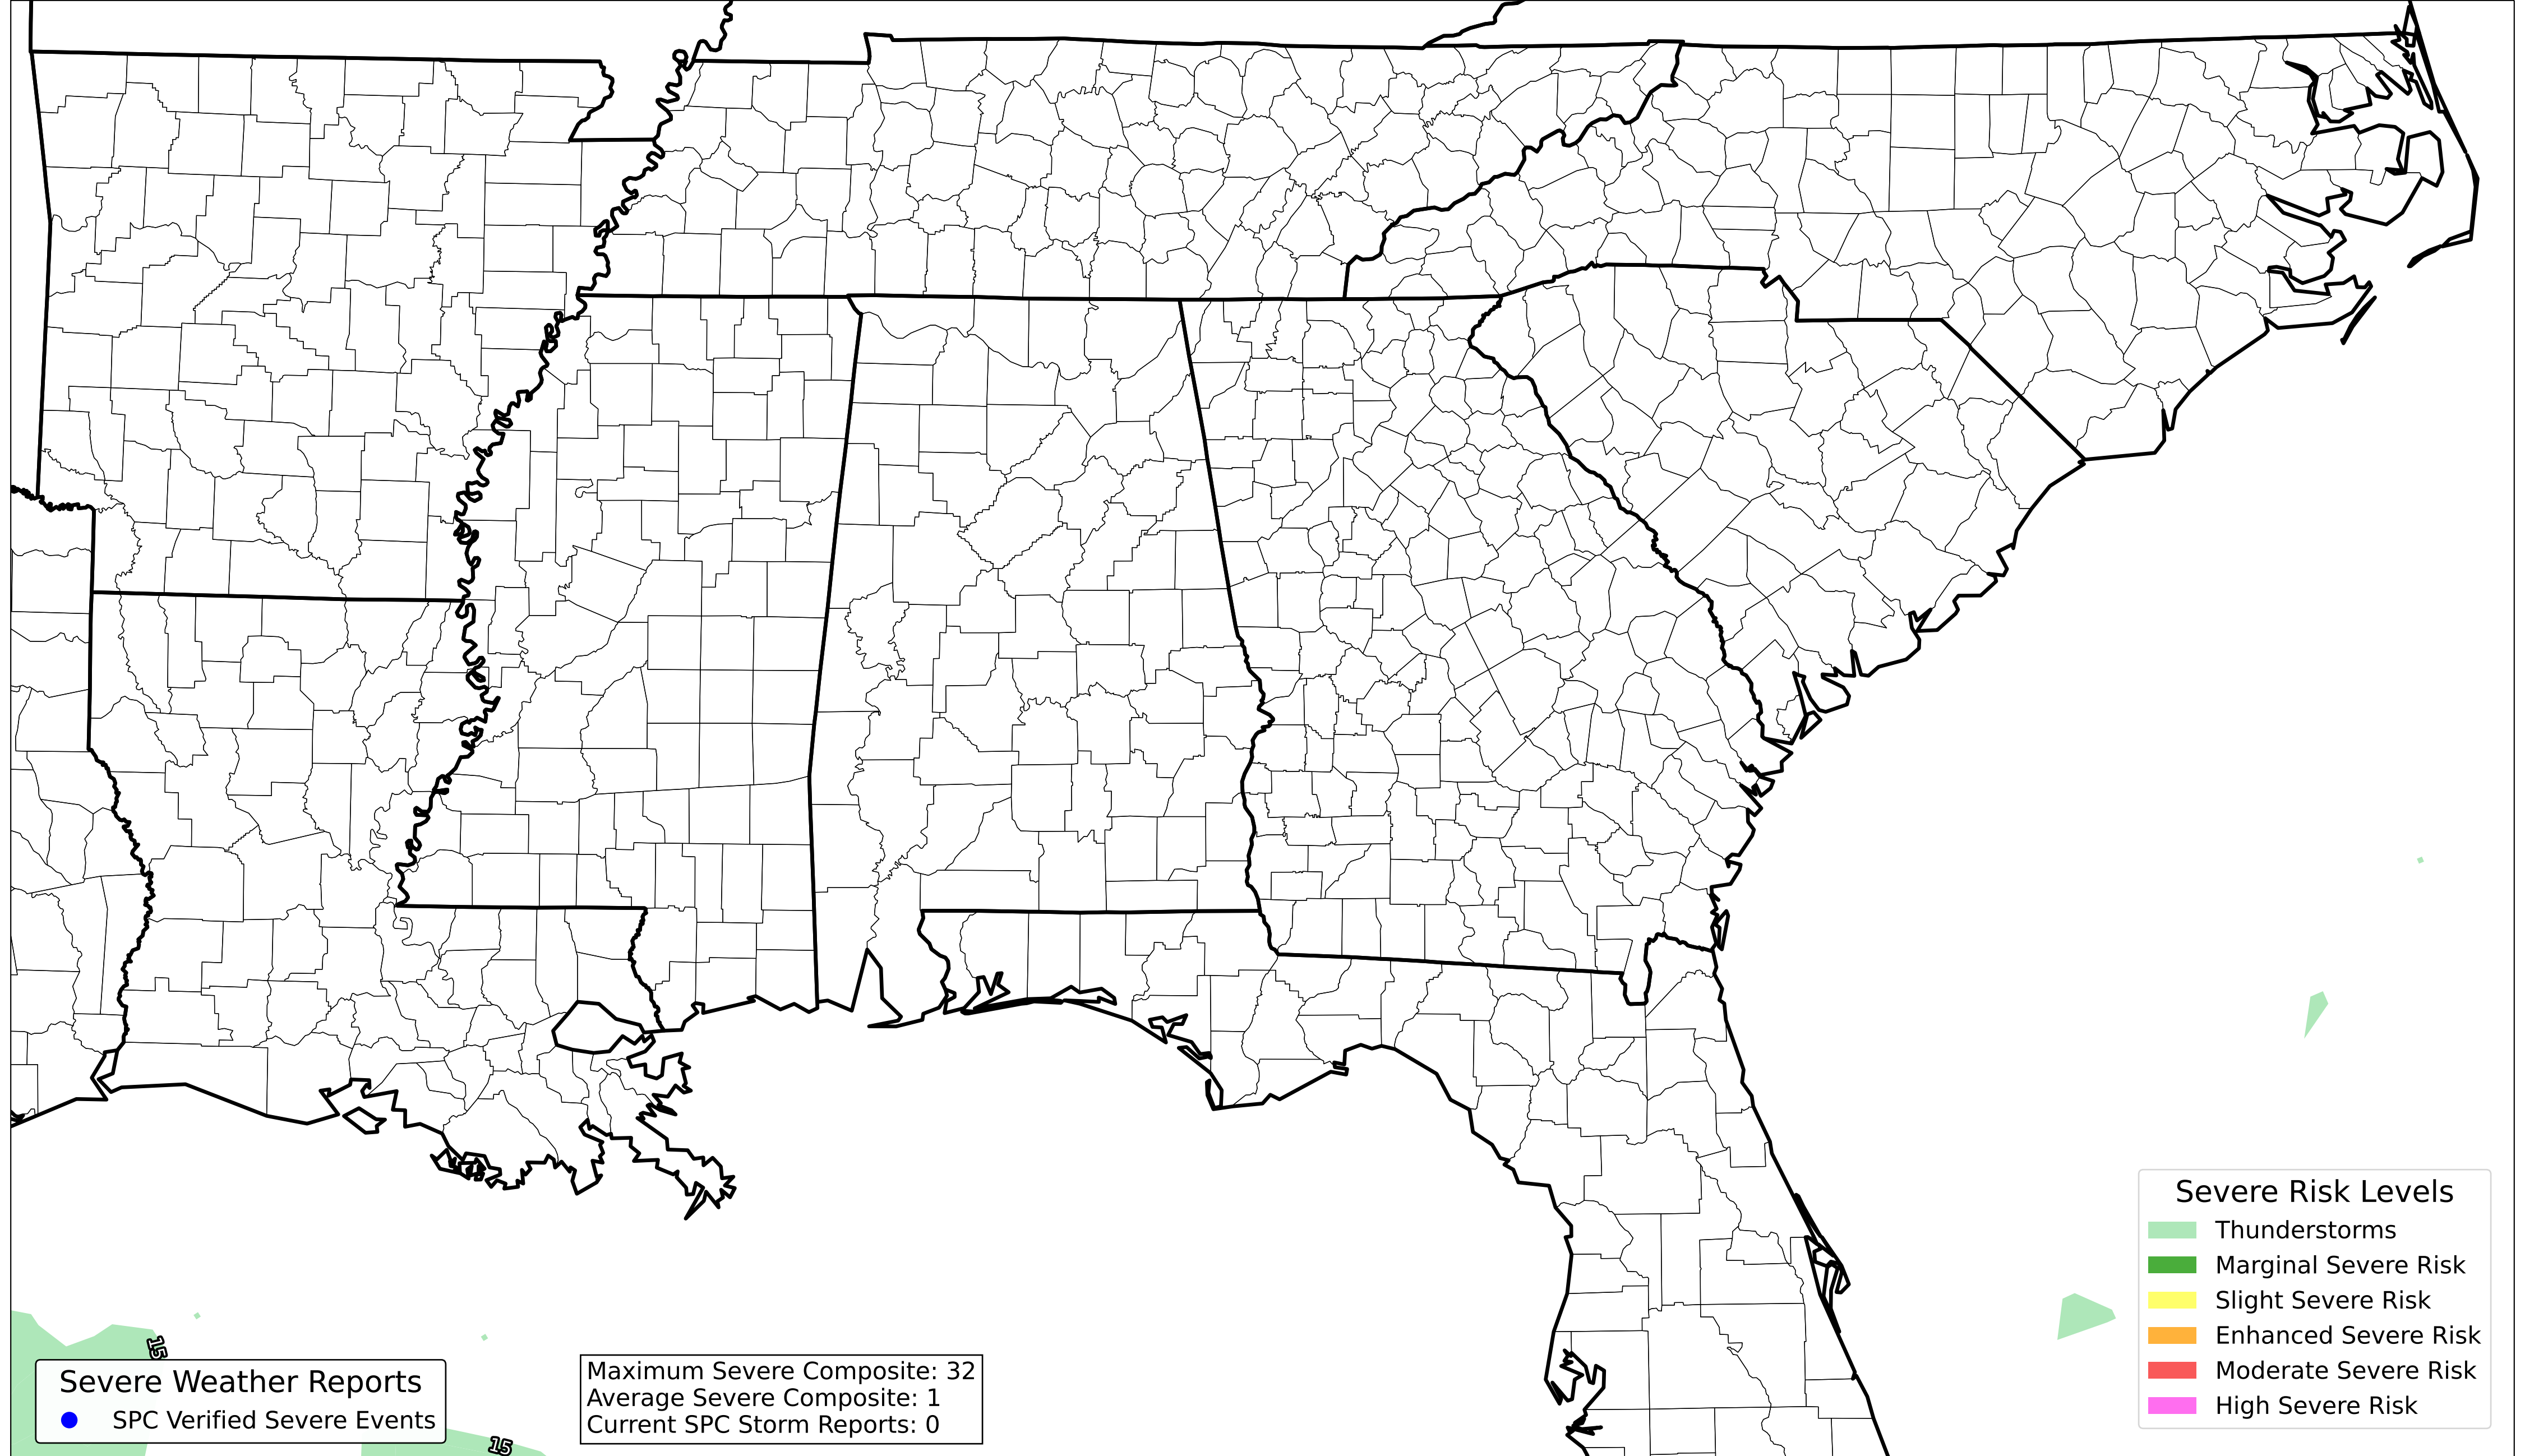 15
Severe Weather Reports
SPC Verified Severe Events
15
Maximum Severe Composite: 32
Average Severe Composite: 1
Current SPC Storm Reports: 0
Severe Risk Levels
Thunderstorms
Marginal Severe Risk
Slight Severe Risk
Enhanced Severe Risk
Moderate Severe Risk
High Severe Risk